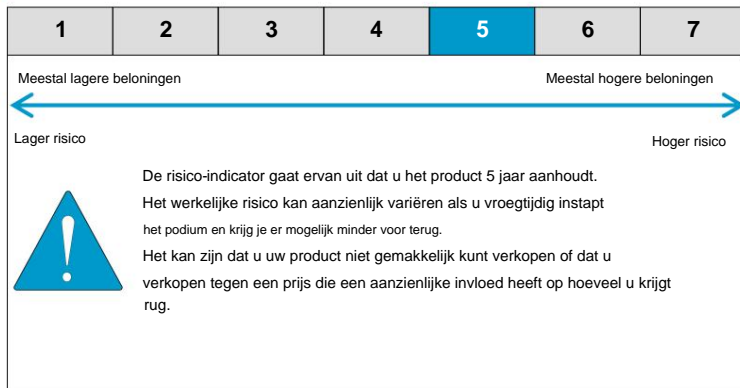 1 2 3 4 5 6 7
Meestal lagere beloningen Meestal hogere beloningen
Lager risico Hoger risico
De risico-indicator gaat ervan uit dat u het product 5 jaar aanhoudt.
Het werkelijke risico kan aanzienlijk variëren als u vroegtijdig instapt
het podium en krijg je er mogelijk minder voor terug.
Het kan zijn dat u uw product niet gemakkelijk kunt verkopen of dat u
verkopen tegen een prijs die een aanzienlijke invloed heeft op hoeveel u krijgt
rug.